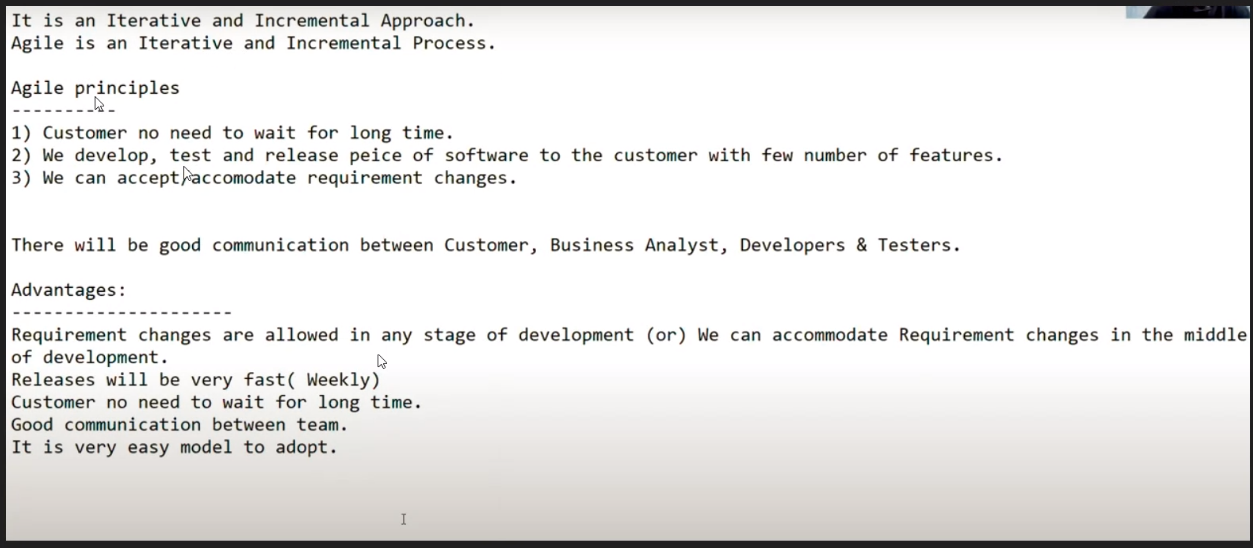 It is an Iterative and Incremental Approach.
Agile is an Iterative and Incremental Process.
Agile principles
----------
1) Customer no need to wait for long time.
2) We develop, test and release peice of software to the customer with few number of features.
3) We can accept/accomodate requirement changes.
There will be good communication between Customer, Business Analyst, Developers & Testers.
Advantages:
---------------------
Requirement changes are allowed in any stage of development (or) We can accommodate Requirement changes in the middle
of development.
Releases will be very fast( Weekly)
Customer no need to wait for long time.
Good communication between team.
It is very easy model to adopt.